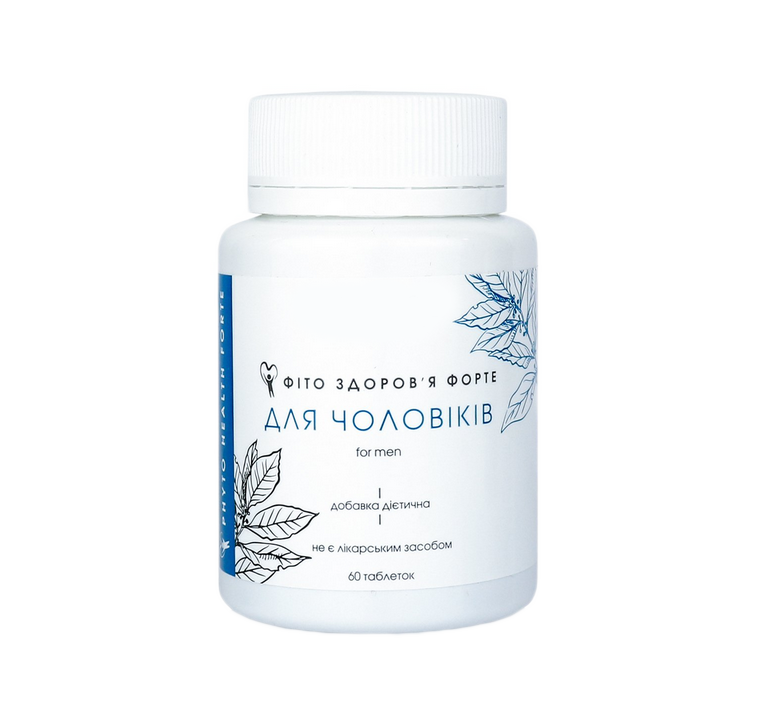 ФІТО ЗДОРОВ'Я ФОРТЕ
ДЛЯ ЧОЛОВІКІВ
for men
добавка дієтична
не є лікарським засобом
60 таблеток
PHYTO HEALTH FORTE